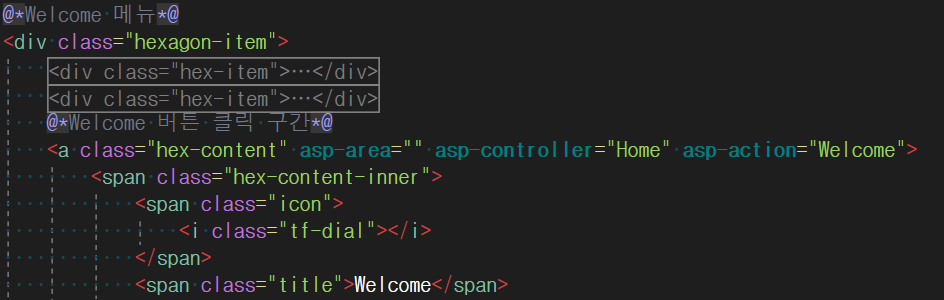 @*Welcome 메뉴*@
<div class="hexagon-item">
<div class="hex-item">...</div>
<div class="hex-item">...</div>
@*Welcome 버튼 클릭 구간*@
<a class="hex-content" asp-area="" asp-controller="Home" asp-action="Welcome">
<span class="hex-content-inner">
<span class="icon">
<i class="tf-dial"></i>
</span>
<span class="title">Welcome</span>